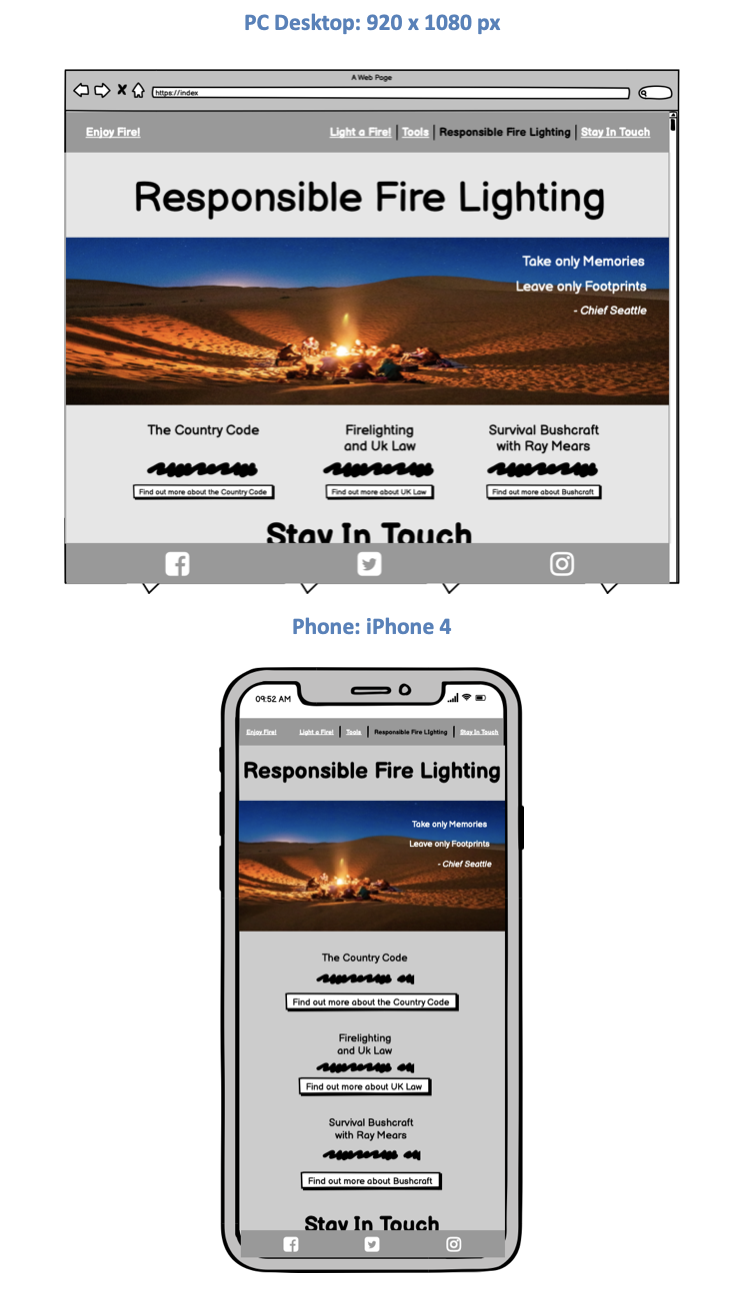 PC Desktop: 920 x 1080 px
A Web Page
https://index
Enjoy Fire! Light a Fire! Tools Responsible Fire Lighting Stay In Touch
Responsible Fire Lighting
Take only Memories
Leave only Footprints
- Chief Seattle
The Country Code
Find out more about the Country Code
Firelighting
and Uk Law
Find out more about UK Law
Survival Bushcraft
with Ray Mears
Find out more about Bushcraft
Stay In Touch
Phone: iPhone 4
09:52 AM
Enjoy Fire! Light a Fire! Tools Responsible Fire Lighting Stay In Touch
Responsible Fire Lighting
Take only Memories
Leave only Footprints
- Chief Seattle
The Country Code
Find out more about the Country Code
Firelighting
and Uk Law
Find out more about UK Law
Survival Bushcraft
with Ray Mears
Find out more about Bushcraft
Stay In Touch